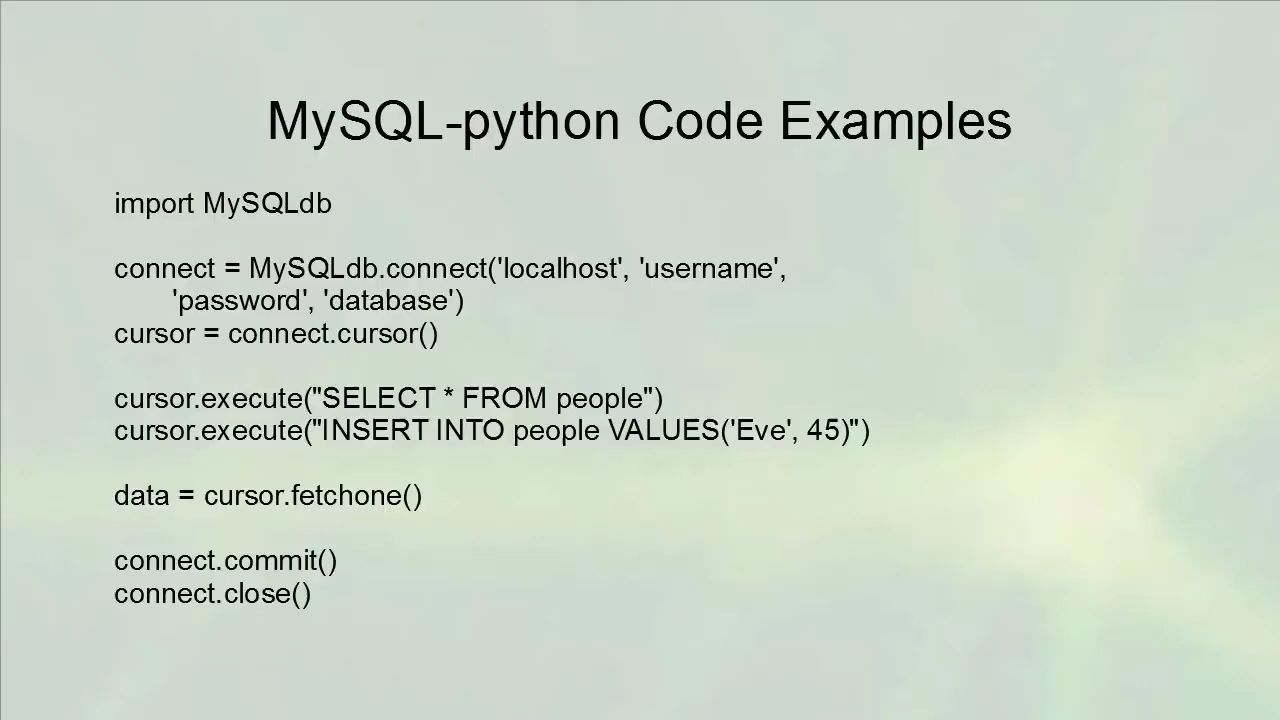 MySQL-python Code Examples
import MySQLdb
connect = MySQLdb.connect('localhost', 'username',
'password', 'database')
cursor = connect.cursor()
cursor.execute("SELECT * FROM people")
cursor.execute("INSERT INTO people VALUES('Eve', 45)")
data = cursor.fetchone()
connect.commit()
connect.close()